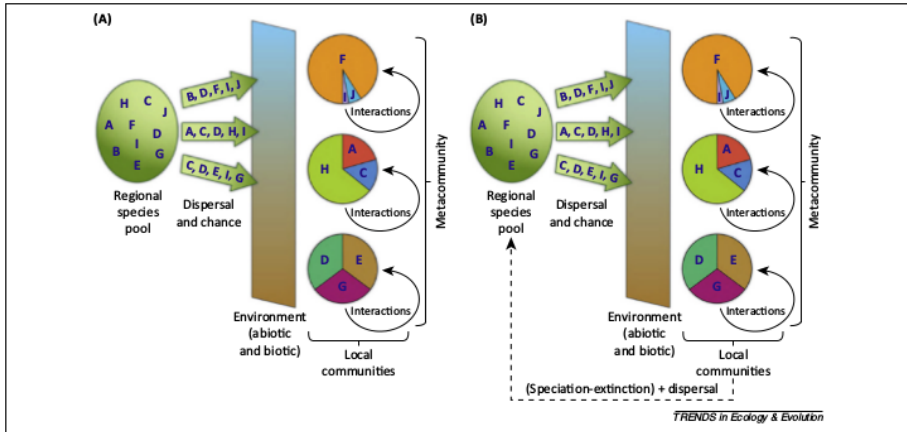 (A)
H C J
A F D
I
B G
E
Regional
species
pool
B, D, F, I, J
A, C, D, H, I
C, D, E, I, G
Dispersal
and chance
Environment
(abiotic
and biotic)
F
I J
Interactions
A
H C
Interactions
D E
G
Interactions
Local
communities
Metacommunity
(B)
H C J
A F D
I
B G
E
Regional
species
pool
B, D, F, I, J
A, C, D, H, I
C, D, E, I, G
Dispersal
and chance
Environment
(abiotic
and biotic)
F
I J
Interactions
A
H C
Interactions
D E
G
Interactions
Local
communities
Metacommunity
(Speciation-extinction) + dispersal
TRENDS in Ecology & Evolution